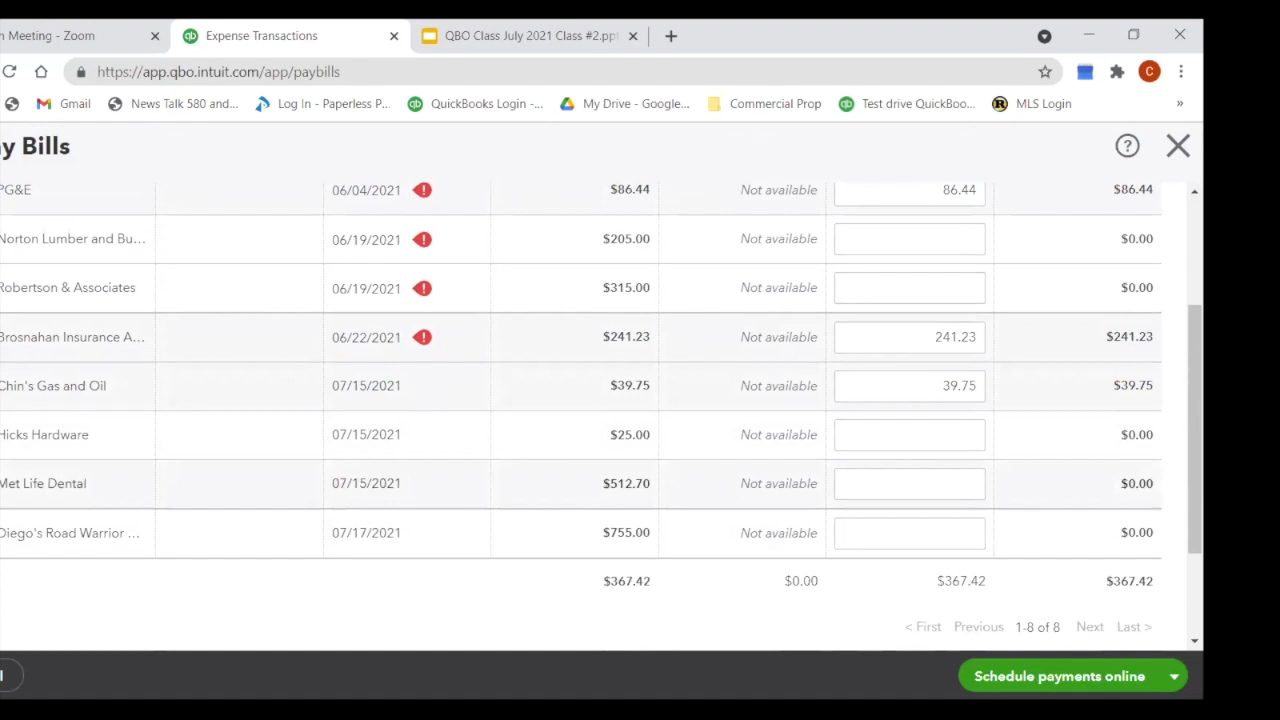 n Meeting - Zoom
Expense Transactions
QBO Class July 2021 Class #2.ppt
https://app.qbo.intuit.com/app/paybills
C
Gmail
News Talk 580 and...
Log In - Paperless P...
QuickBooks Login -...
My Drive - Google...
Commercial Prop
Test drive QuickBoo...
MLS Login
»
y Bills
PG&E 06/04/2021 $86.44 Not available 86.44 $86.44
Norton Lumber and Bu... 06/19/2021 $205.00 Not available $0.00
Robertson & Associates 06/19/2021 $315.00 Not available $0.00
Brosnahan Insurance A... 06/22/2021 $241.23 Not available 241.23 $241.23
Chin's Gas and Oil 07/15/2021 $39.75 Not available 39.75 $39.75
Hicks Hardware 07/15/2021 $25.00 Not available $0.00
Met Life Dental 07/15/2021 $512.70 Not available $0.00
Diego's Road Warrior ... 07/17/2021 $755.00 Not available $0.00
$367.42 $0.00 $367.42 $367.42
< First Previous 1-8 of 8 Next Last >
l
Schedule payments online